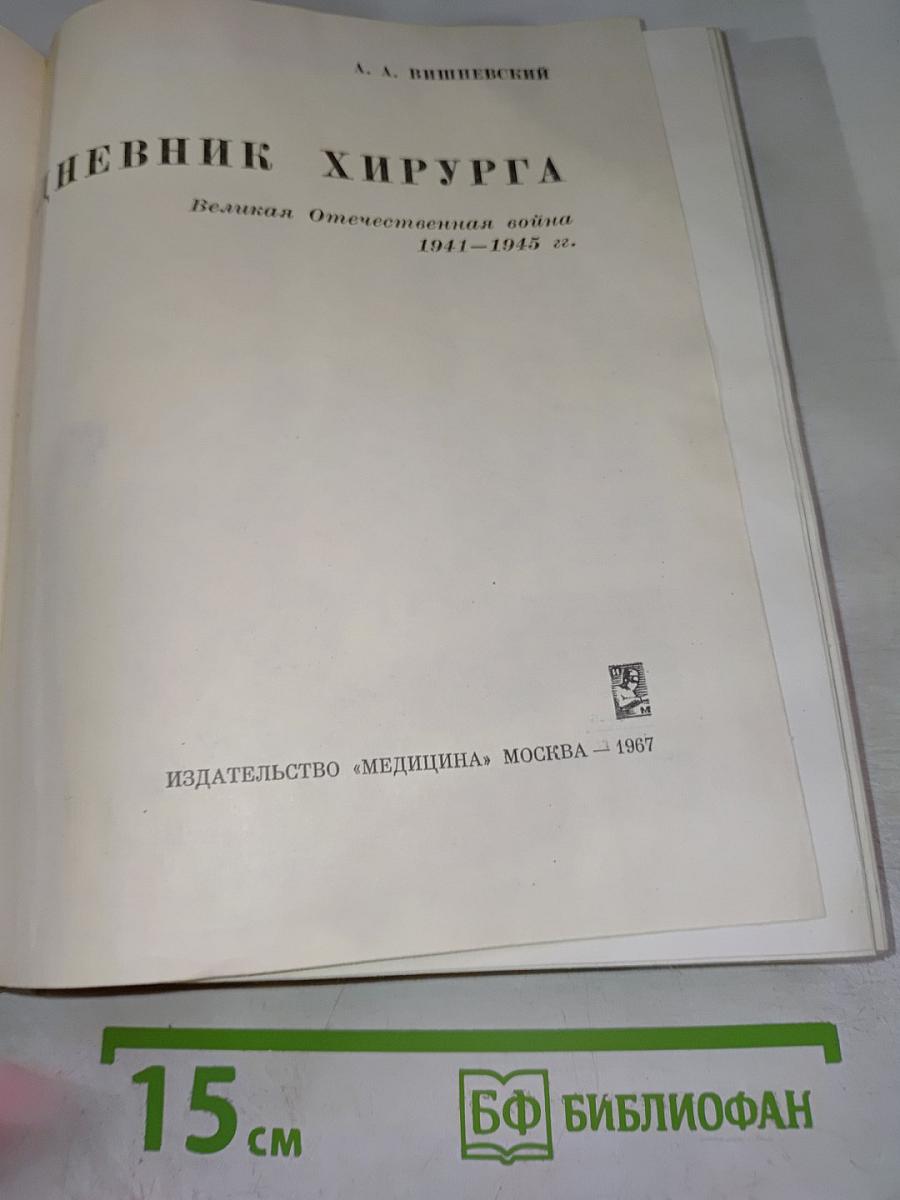 А. А. ВИШНЕВСКИЙ
ДНЕВНИК ХИРУРГА
Великая Отечественная война
1941—1945 гг.
М
ИЗДАТЕЛЬСТВО «МЕДИЦИНА» МОСКВА — 1967
15 см
БФ БИБЛИОФАН